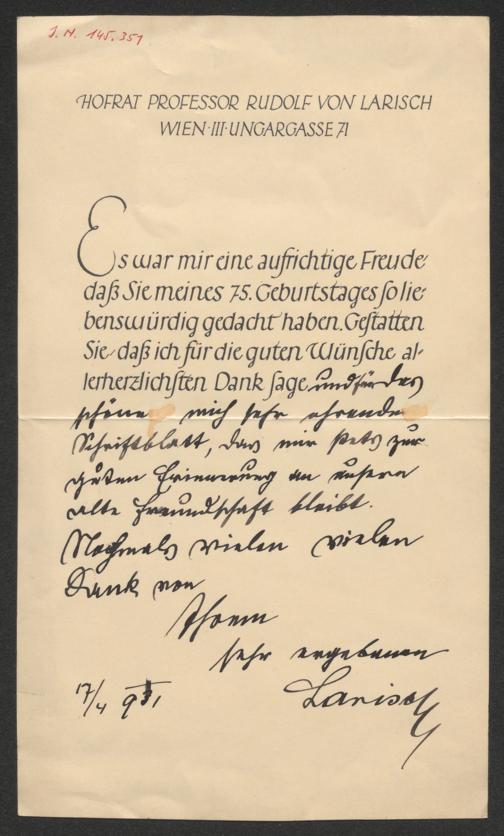 J. N. 145.351
HOFRAT PROFESSOR RUDOLF VON LARISCH
WIEN·III·UNGARGASSE 71
Es war mir eine aufrichtige Freude
daß Sie meines 75. Geburtstages so lie-
benswürdig gedacht haben. Gestatten
Sie, daß ich für die guten Wünsche al-
lerherzlichsten Dank sage und für das
schöne mich sehr ehrende
Schriftblatt, das mir stets zur
guten Erinnerung an unsere
alte Freundschaft bleibt.
Nochmals vielen vielen
Dank von
Ihrem
sehr ergebenen
17/4 Larisch